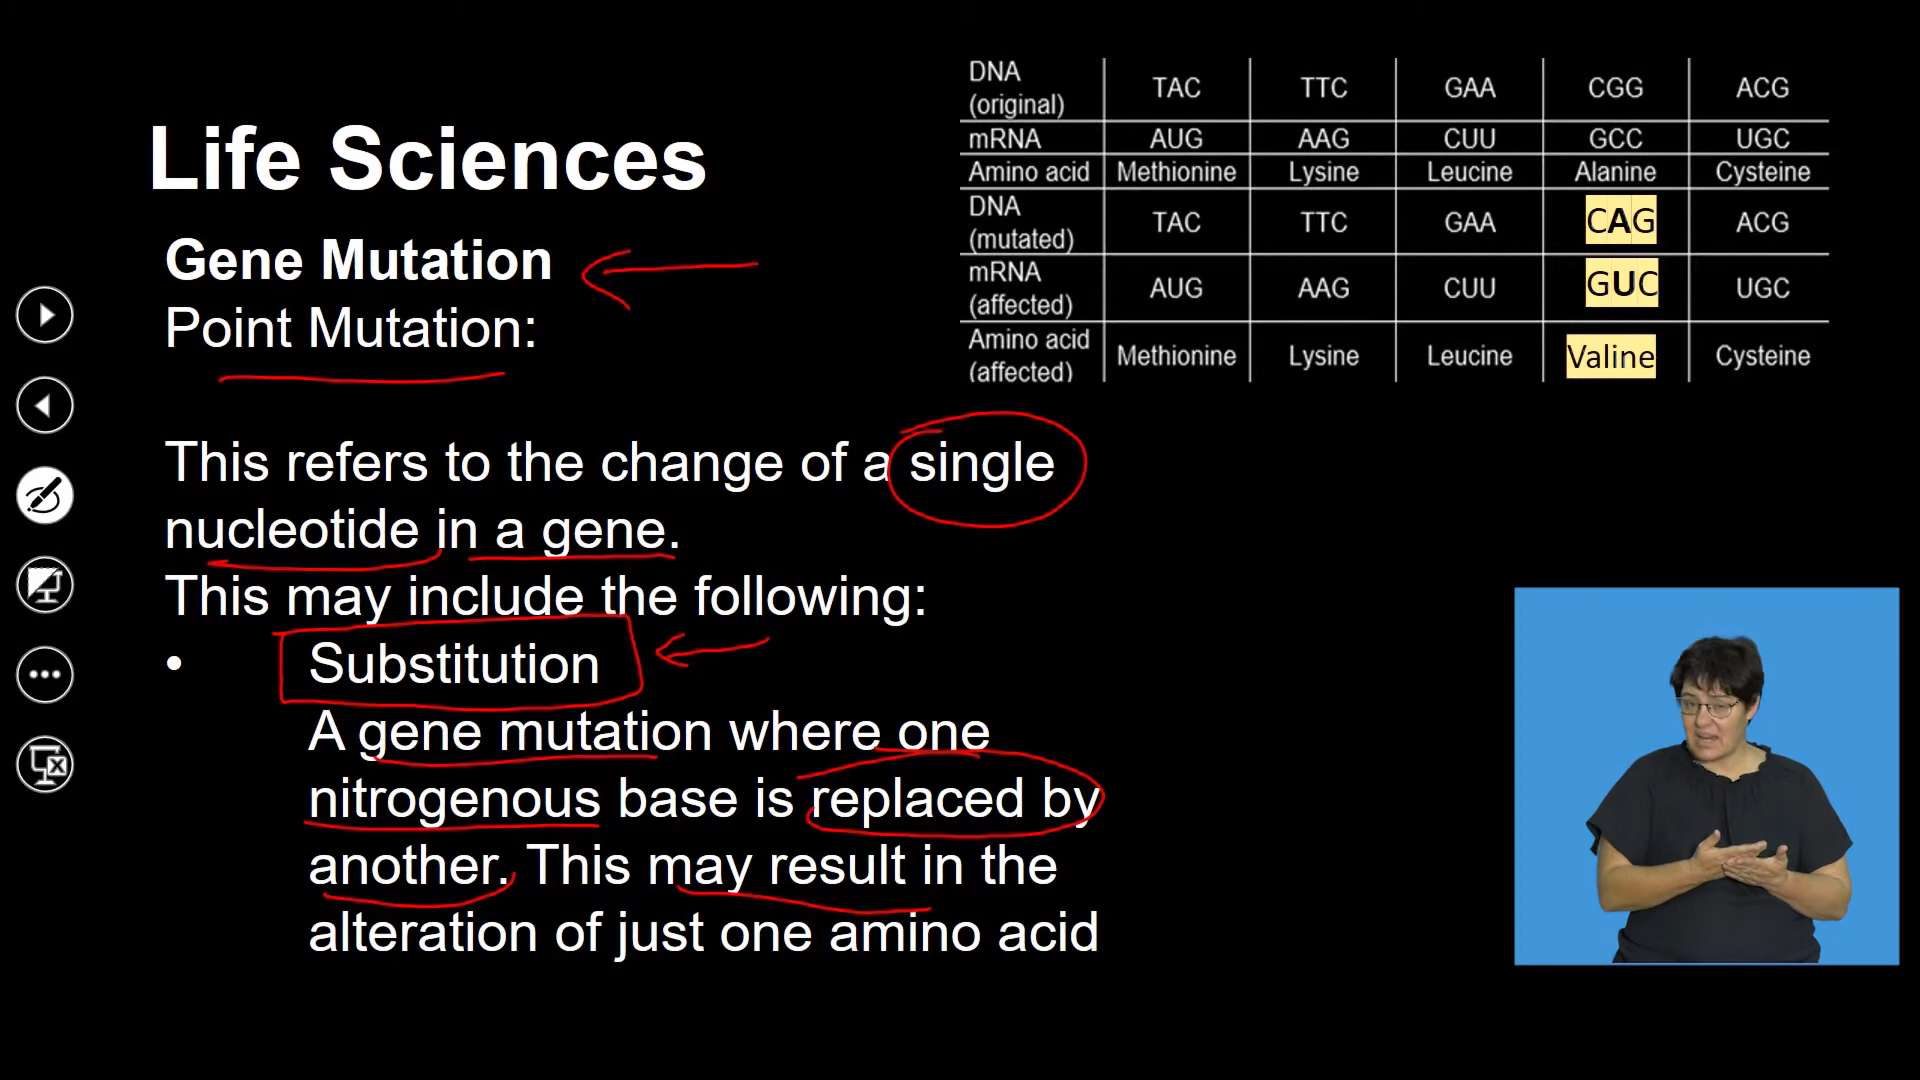 Life Sciences
Gene Mutation
Point Mutation:
This refers to the change of a single
nucleotide in a gene.
This may include the following:
• Substitution
A gene mutation where one
nitrogenous base is replaced by
another. This may result in the
alteration of just one amino acid
DNA (original) TAC TTC GAA CGG ACG
mRNA AUG AAG CUU GCC UGC
Amino acid Methionine Lysine Leucine Alanine Cysteine
DNA (mutated) TAC TTC GAA CAG ACG
mRNA (affected) AUG AAG CUU GUC UGC
Amino acid (affected) Methionine Lysine Leucine Valine Cysteine